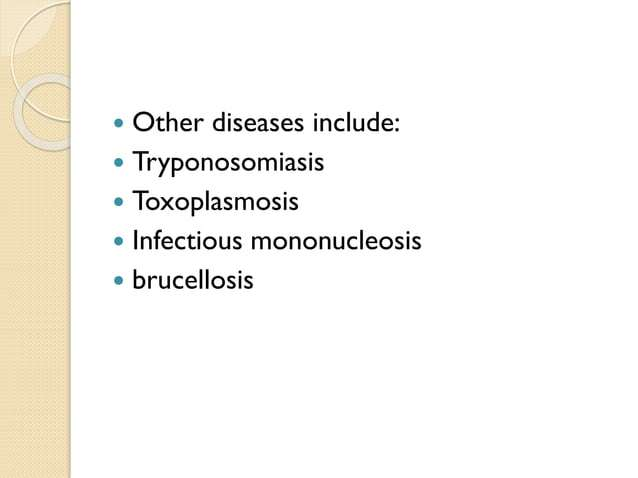 • Other diseases include:
• Tryponosomiasis
• Toxoplasmosis
• Infectious mononucleosis
• brucellosis